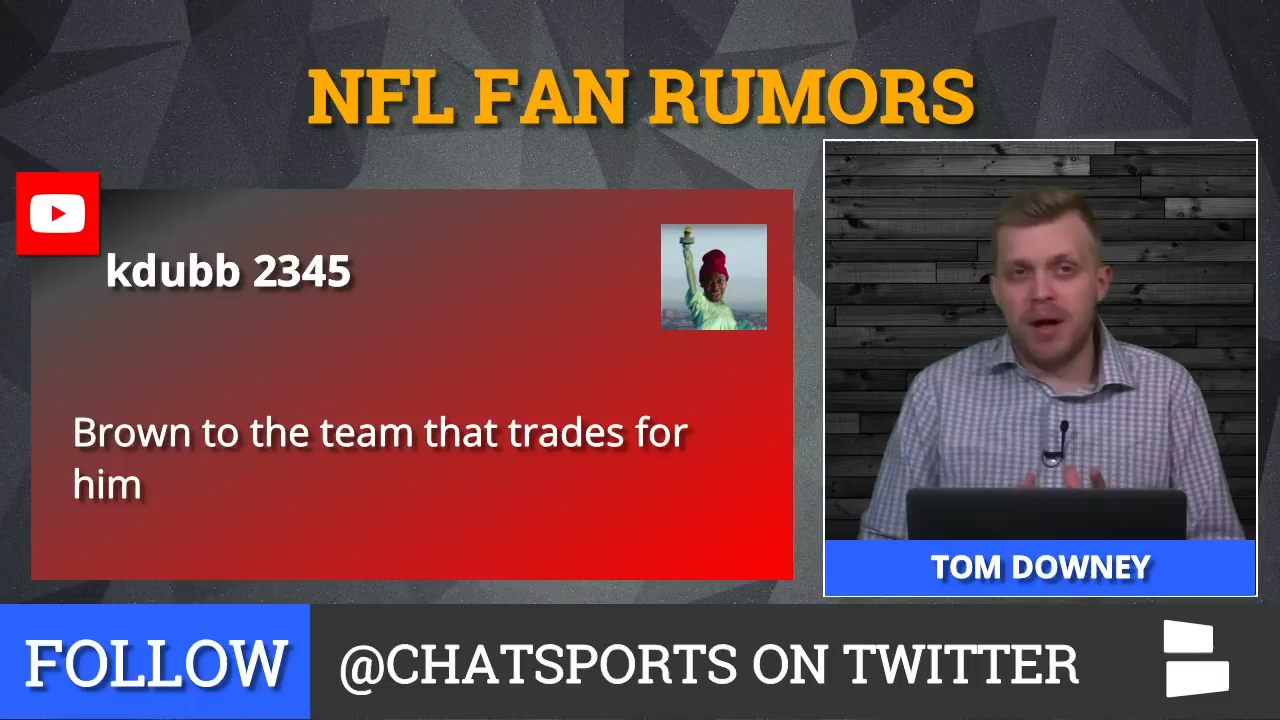 NFL FAN RUMORS
kdubb 2345
Brown to the team that trades for
him
TOM DOWNEY
FOLLOW @CHATSPORTS ON TWITTER